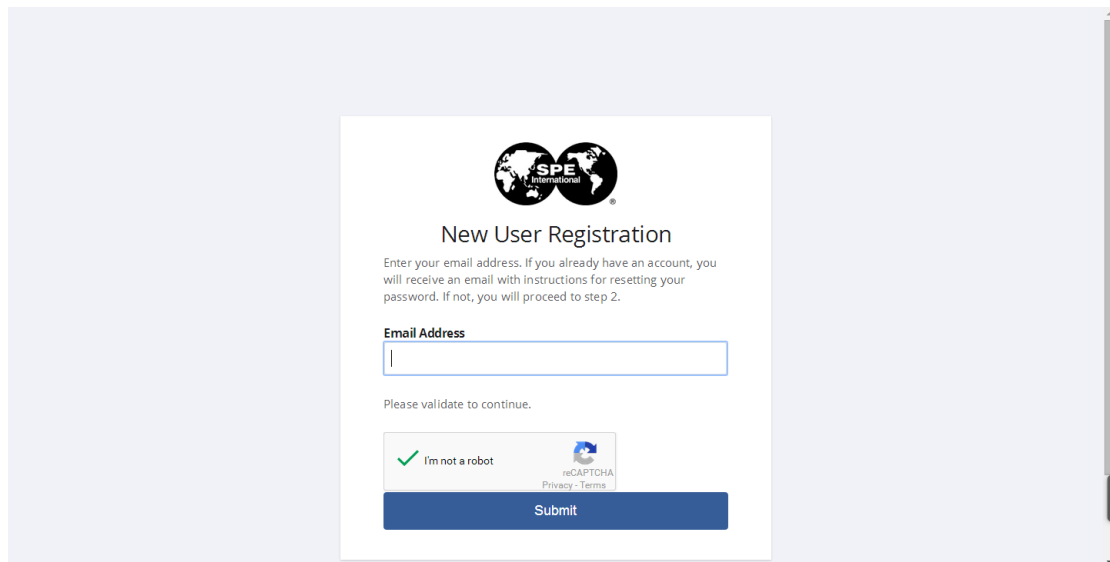 SPE
International
®
New User Registration
Enter your email address. If you already have an account, you
will receive an email with instructions for resetting your
password. If not, you will proceed to step 2.
Email Address
Please validate to continue.
I'm not a robot
reCAPTCHA
Privacy - Terms
Submit